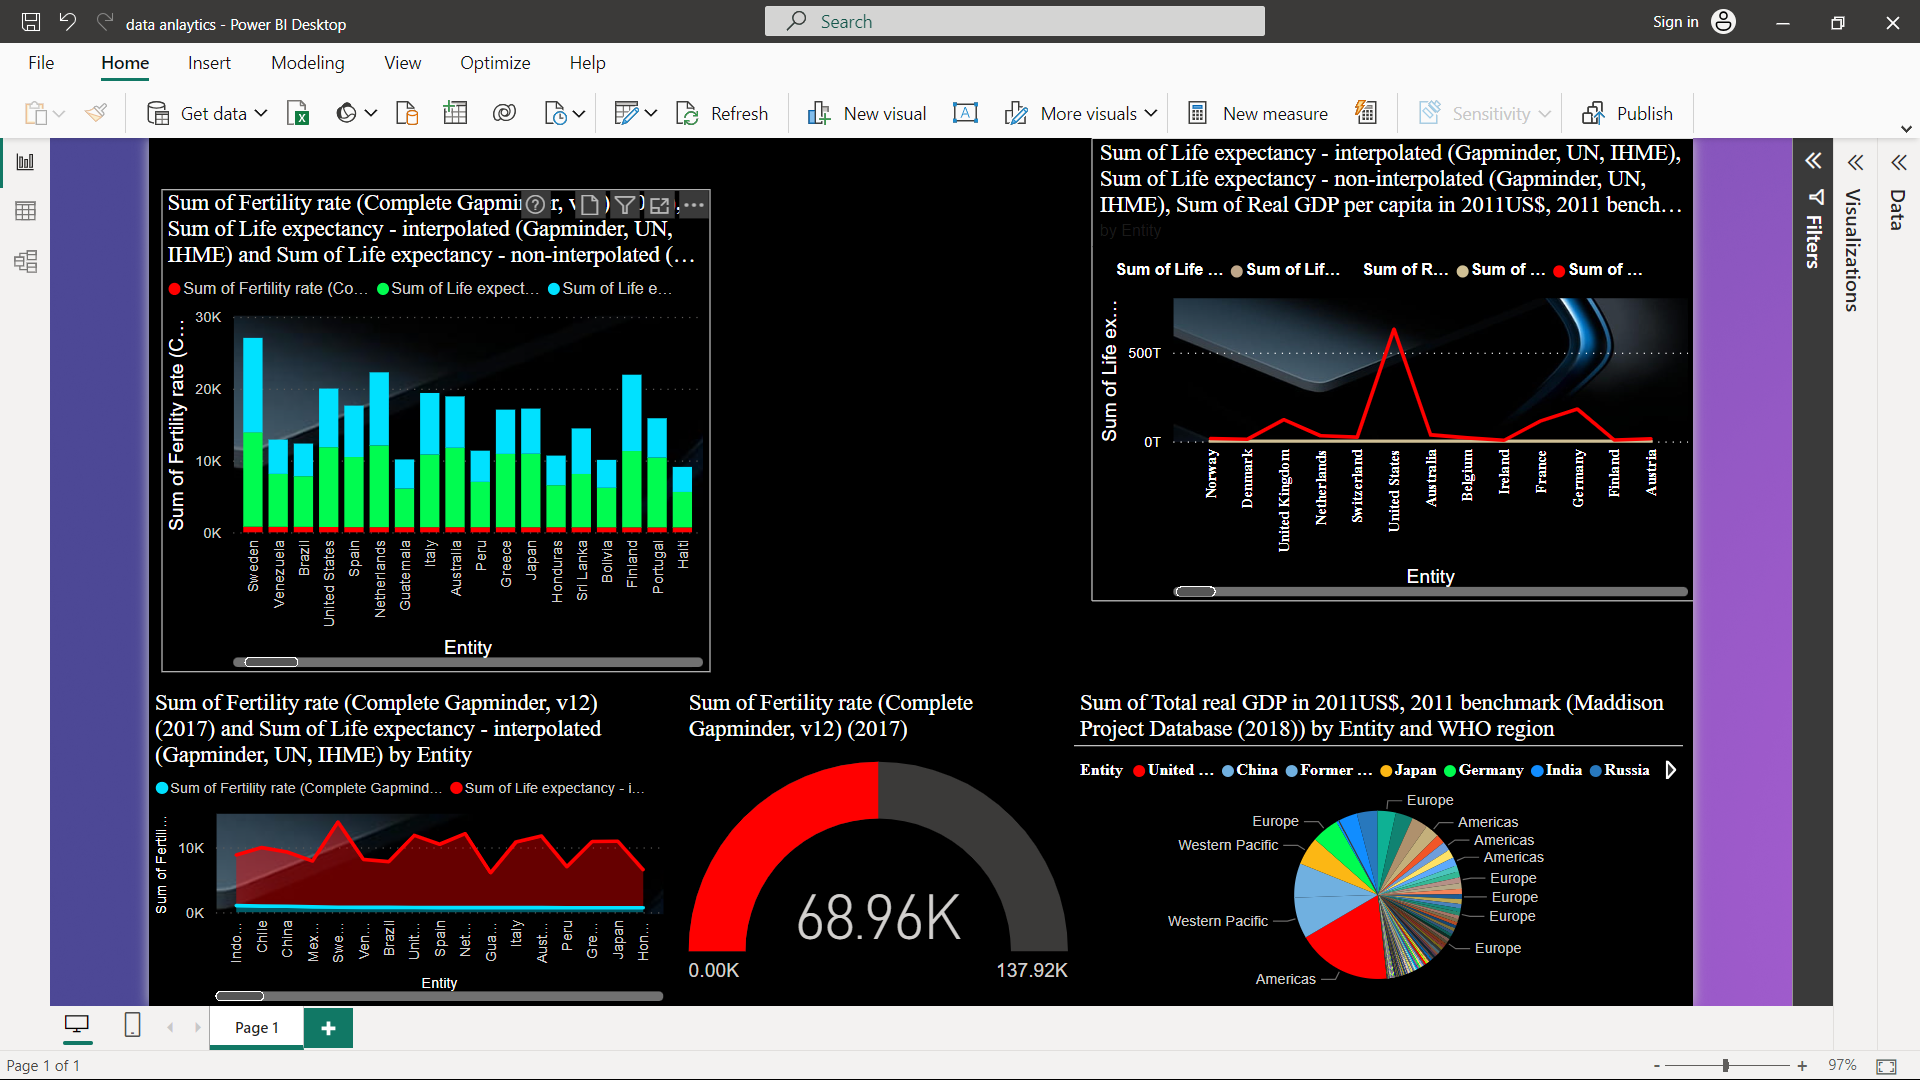 data anlaytics - Power BI Desktop
Search
Sign in
File Home Insert Modeling View Optimize Help
Get data
Refresh
New visual
A
More visuals
New measure
Sensitivity
Publish
Sum of Fertility rate (Complete Gapmi
Sum of Life expectancy - interpolated (Gapminder, UN,
IHME) and Sum of Life expectancy - non-interpolated (…
Sum of Fertility rate (Co… Sum of Life expect… Sum of Life e…
Sum of Fertility rate (C…
30K
20K
10K
0K
Sweden
Venezuela
Brazil
United States
Spain
Netherlands
Guatemala
Italy
Australia
Peru
Greece
Japan
Honduras
Sri Lanka
Bolivia
Finland
Portugal
Haiti
Entity
Sum of Life expectancy - interpolated (Gapminder, UN, IHME),
Sum of Life expectancy - non-interpolated (Gapminder, UN,
IHME), Sum of Real GDP per capita in 2011US$, 2011 bench…
by Entity
Sum of Life … Sum of Lif… Sum of R… Sum of … Sum of …
Sum of Life ex…
500T
0T
Norway
Denmark
United Kingdom
Netherlands
Switzerland
United States
Australia
Belgium
Ireland
France
Germany
Finland
Austria
Entity
Filters
Visualizations
Data
Sum of Fertility rate (Complete Gapminder, v12)
(2017) and Sum of Life expectancy - interpolated
(Gapminder, UN, IHME) by Entity
Sum of Fertility rate (Complete Gapmind… Sum of Life expectancy - i…
Sum of Fertili…
10K
0K
Indo…
Chile
China
Mex…
Swe…
Ven…
Brazil
Unit…
Spain
Net…
Gua…
Italy
Aust…
Peru
Gre…
Japan
Hon…
Entity
Sum of Fertility rate (Complete
Gapminder, v12) (2017)
68.96K
0.00K
137.92K
Sum of Total real GDP in 2011US$, 2011 benchmark (Maddison
Project Database (2018)) by Entity and WHO region
Entity United … China Former … Japan Germany India Russia
Europe
Europe
Americas
Western Pacific
Americas
Americas
Europe
Europe
Western Pacific
Europe
Europe
Americas
Page 1
+
Page 1 of 1
- + 97%